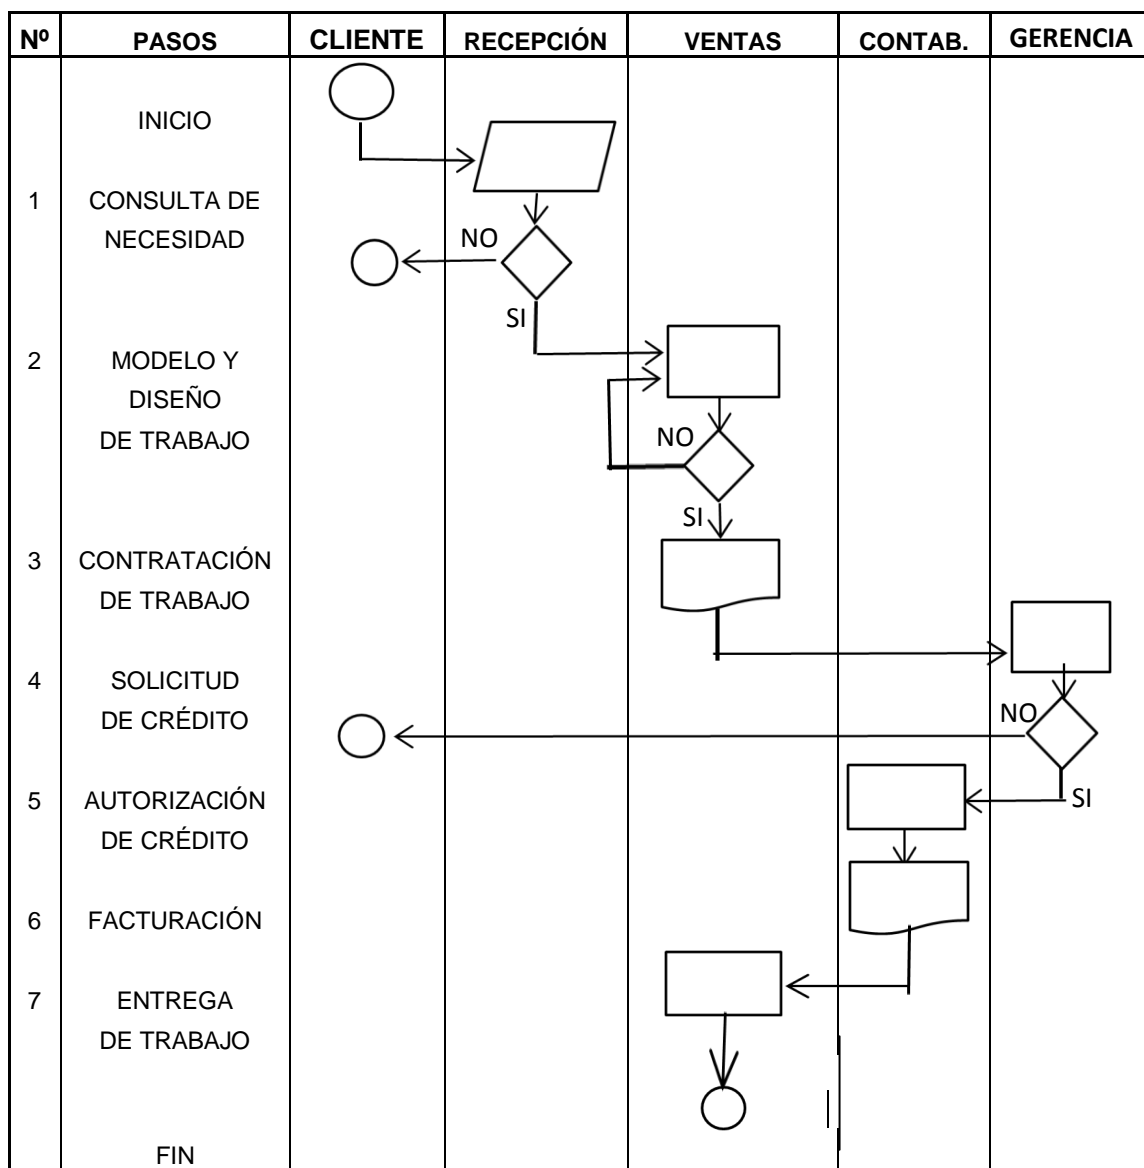 Nº PASOS CLIENTE RECEPCIÓN VENTAS CONTAB. GERENCIA
INICIO
1 CONSULTA DE
NECESIDAD
NO
SI
2 MODELO Y
DISEÑO
DE TRABAJO
NO
SI
3 CONTRATACIÓN
DE TRABAJO
4 SOLICITUD
DE CRÉDITO
NO
5 AUTORIZACIÓN
SI
DE CRÉDITO
6 FACTURACIÓN
7 ENTREGA
DE TRABAJO
FIN